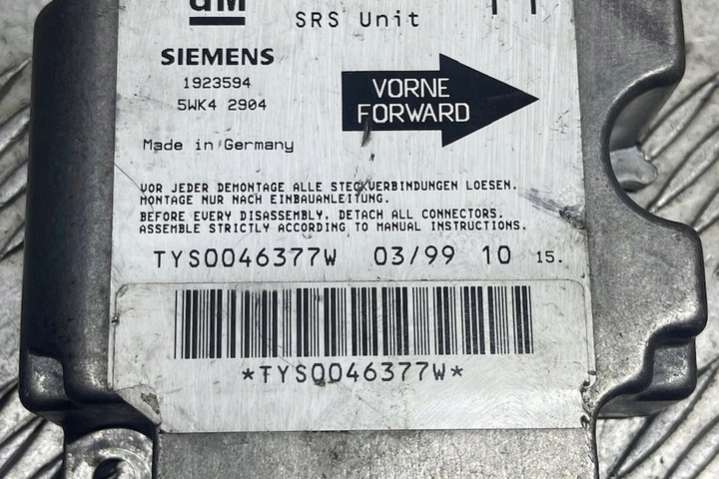 GM
SRS Unit
SIEMENS
1923594
5WK4 2904
VORNE
FORWARD
Made in Germany
VOR JEDER DEMONTAGE ALLE STECKVERBINDUNGEN LOESEN.
MONTAGE NUR NACH EINBAUANLEITUNG.
BEFORE EVERY DISASSEMBLY, DETACH ALL CONNECTORS.
ASSEMBLE STRICTLY ACCORDING TO MANUAL INSTRUCTIONS.
TYS0046377W 03/99 10 15.
*TYS0046377W*